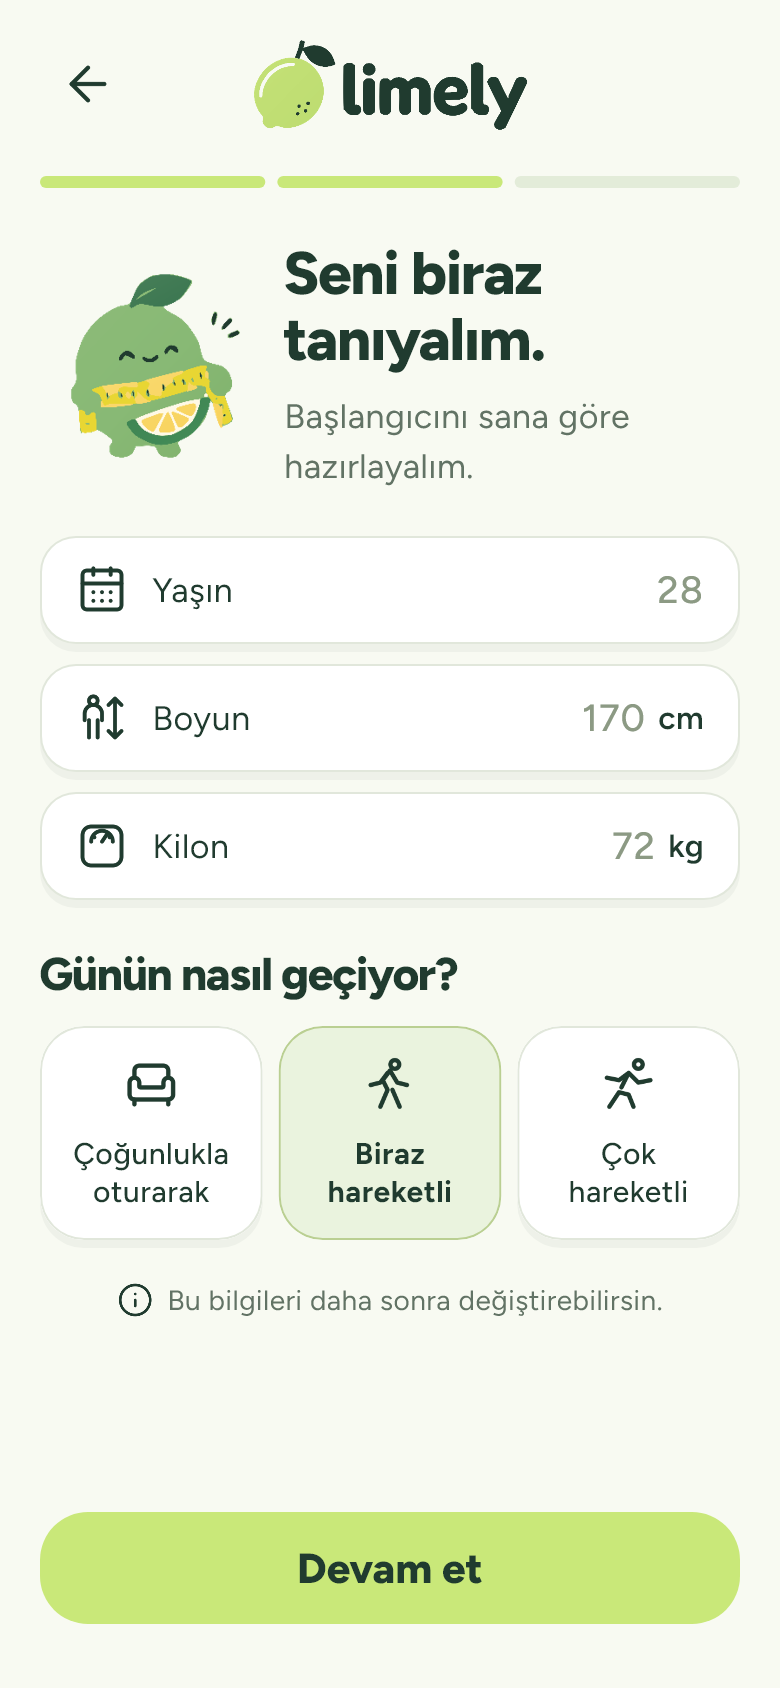 limely
Seni biraz
tanıyalım.
Başlangıcını sana göre
hazırlayalım.
Yaşın 28
Boyun 170 cm
Kilon 72 kg
Günün nasıl geçiyor?
Çoğunlukla
oturarak
Biraz
hareketli
Çok
hareketli
Bu bilgileri daha sonra değiştirebilirsin.
Devam et